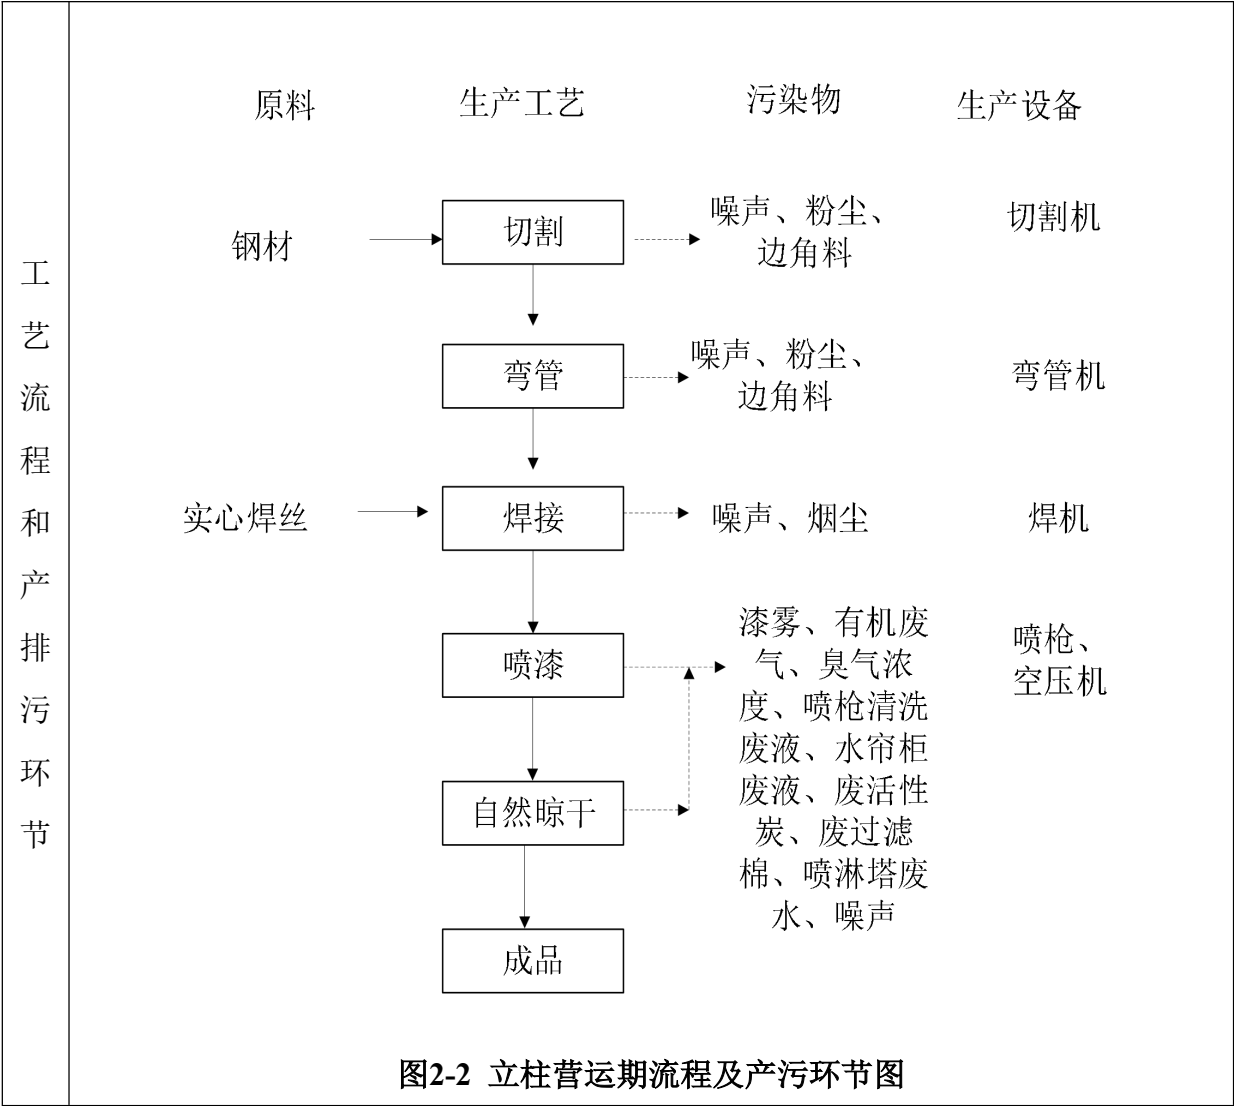 工
艺
流
程
和
产
排
污
环
节
原料 生产工艺 污染物 生产设备
钢材 切割 噪声、粉尘、 切割机
边角料
弯管 噪声、粉尘、 弯管机
边角料
实心焊丝 焊接 噪声、烟尘 焊机
喷漆
漆雾、有机废
气、臭气浓
度、喷枪清洗
废液、水帘柜
废液、废活性
炭、废过滤
棉、喷淋塔废
水、噪声
喷枪、
空压机
自然晾干
成品
图2-2 立柱营运期流程及产污环节图